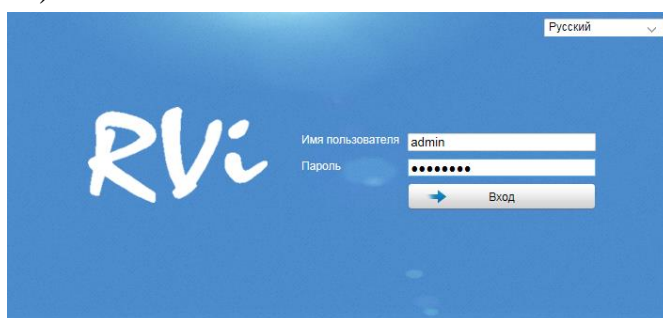 Русский
RVi
Имя пользователя admin
Пароль ••••••••
Вход